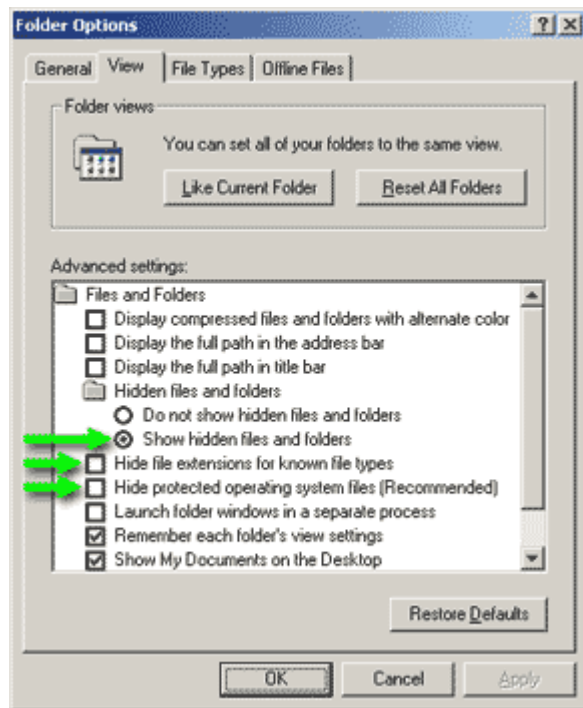 Folder Options
General View File Types Offline Files
Folder views
You can set all of your folders to the same view.
Like Current Folder Reset All Folders
Advanced settings:
Files and Folders
Display compressed files and folders with alternate color
Display the full path in the address bar
Display the full path in title bar
Hidden files and folders
Do not show hidden files and folders
Show hidden files and folders
Hide file extensions for known file types
Hide protected operating system files (Recommended)
Launch folder windows in a separate process
Remember each folder's view settings
Show My Documents on the Desktop
Restore Defaults
OK Cancel Apply